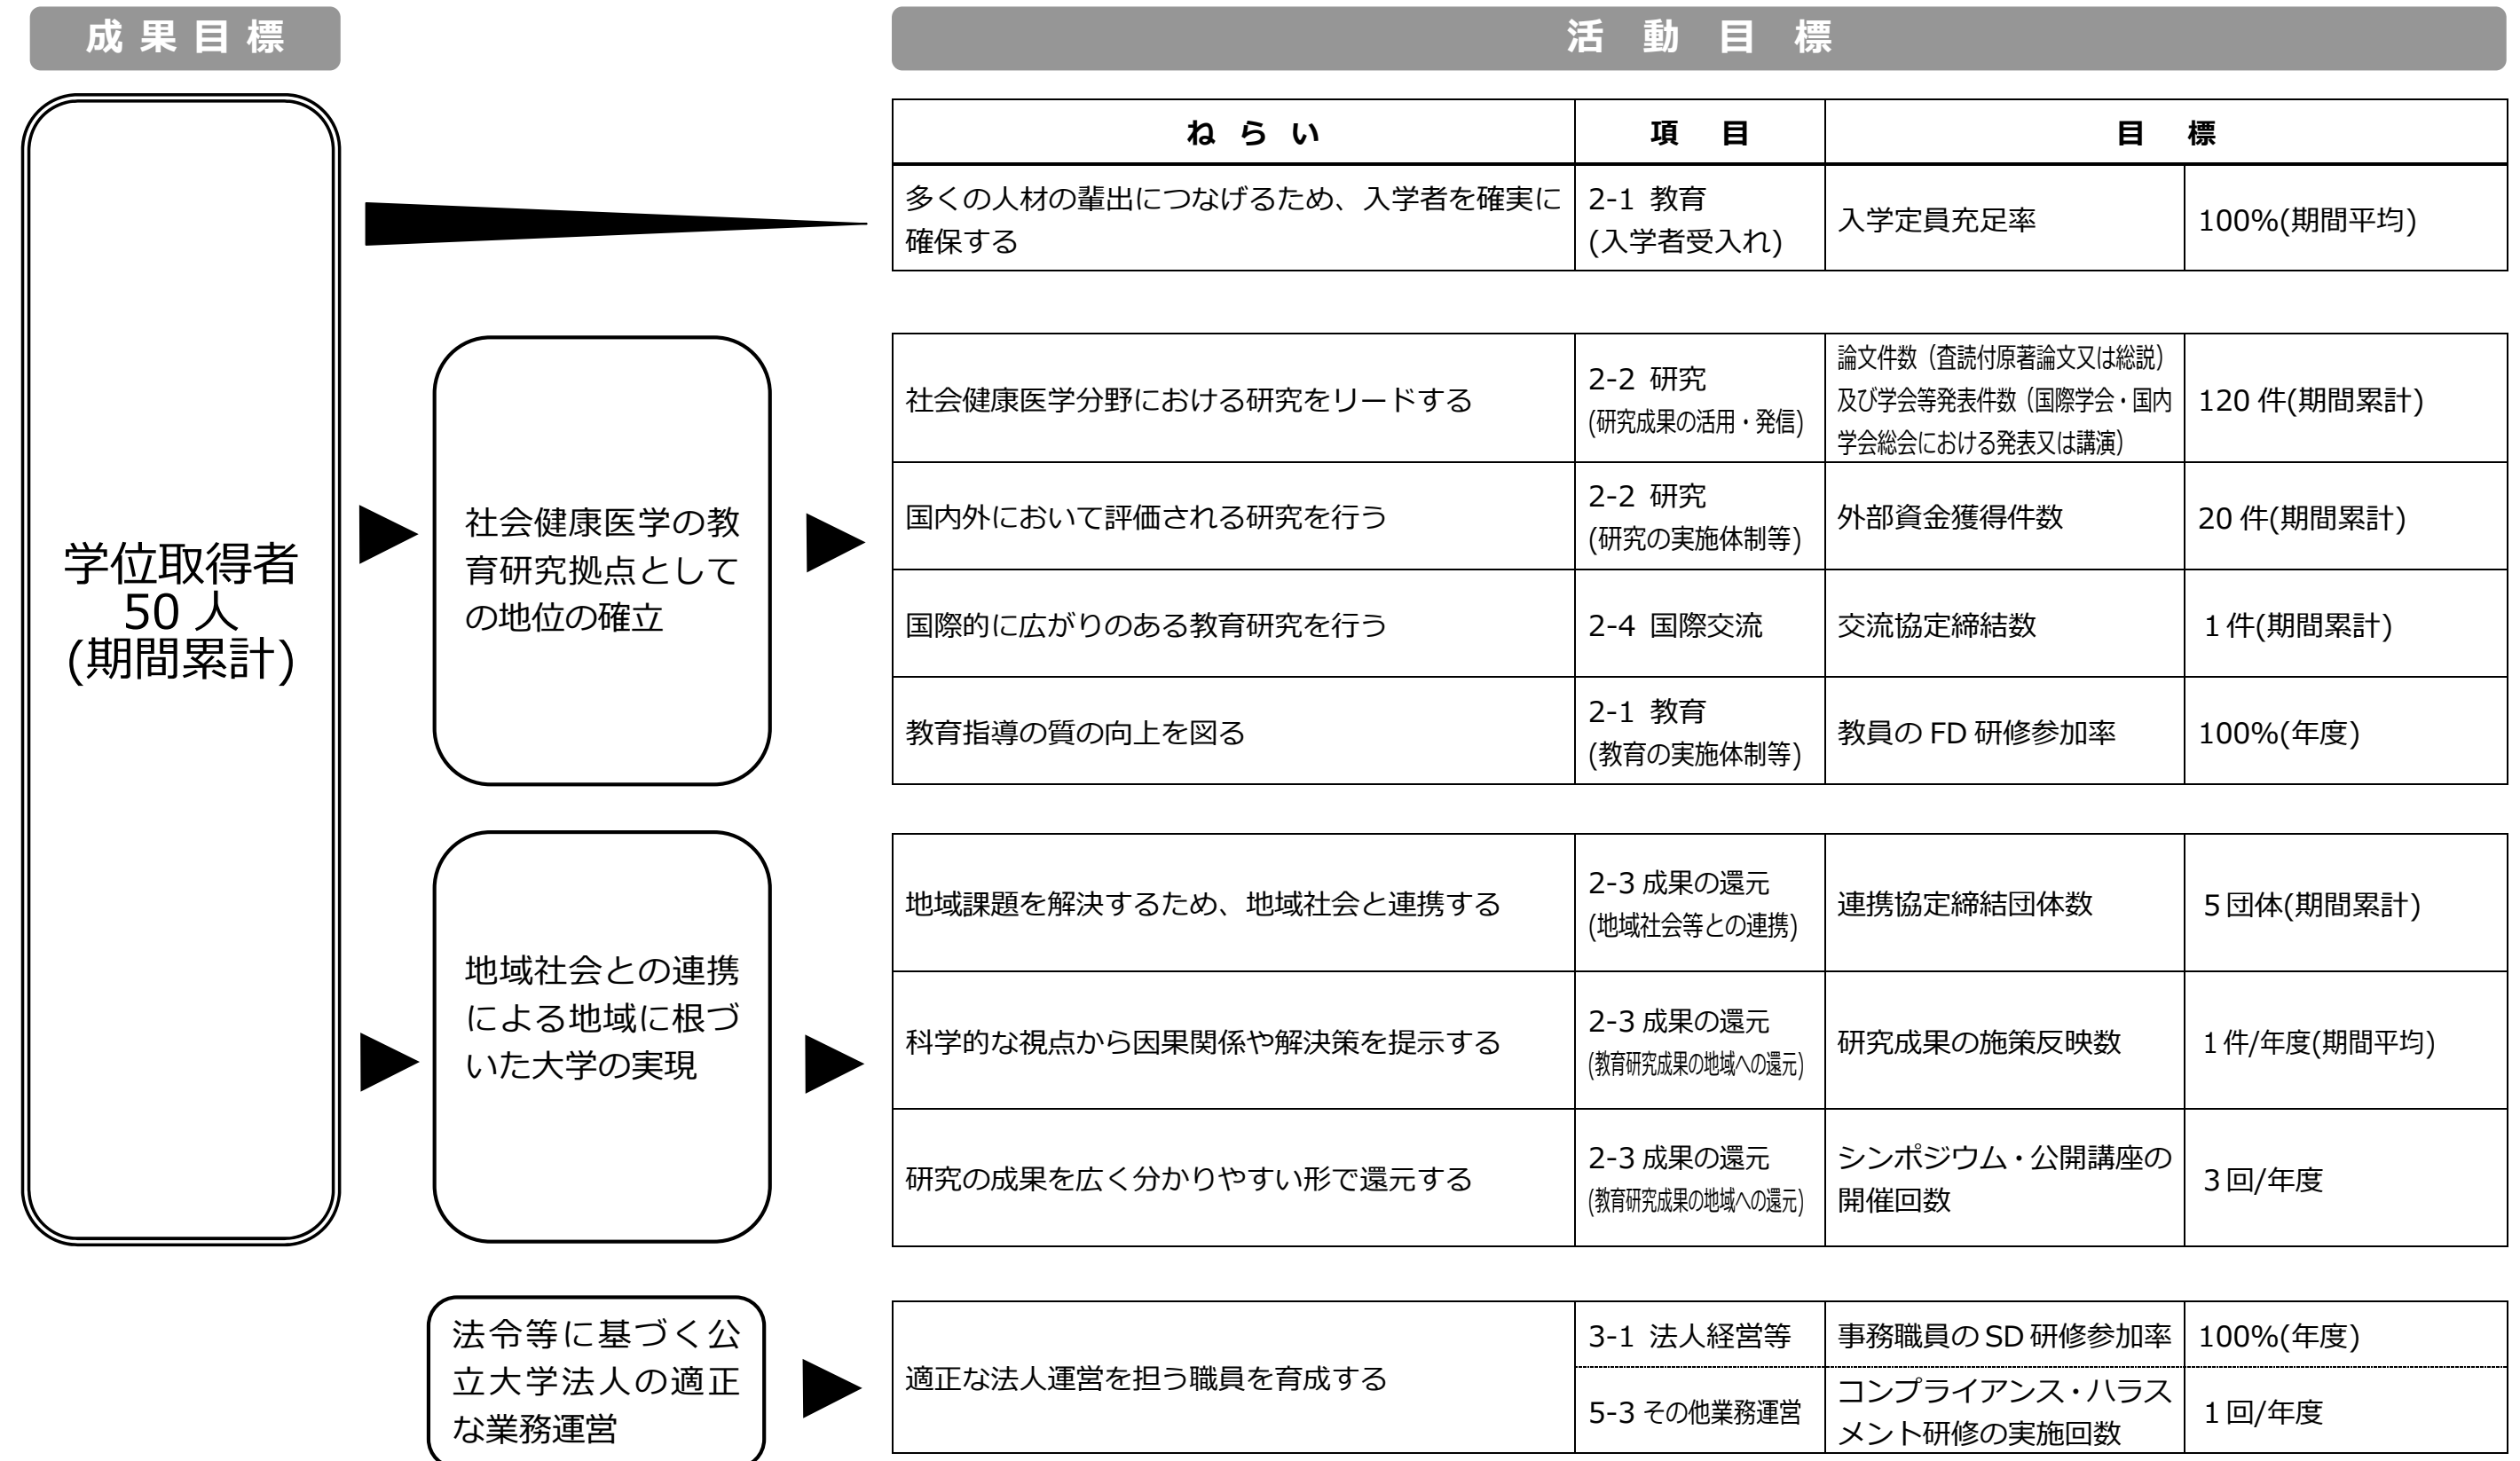 成果目標
活動目標
学位取得者
50 人
(期間累計)
ねらい
項 目
目 標
多くの人材の輩出につなげるため、入学者を確実に
確保する
2-1 教育
(入学者受入れ)
入学定員充足率
100%(期間平均)
社会健康医学の教
育研究拠点として
の地位の確立
社会健康医学分野における研究をリードする
2-2 研究
(研究成果の活用・発信)
論文件数（査読付原著論文又は総説）
及び学会等発表件数（国際学会・国内
学会総会における発表又は講演）
120 件(期間累計)
国内外において評価される研究を行う
2-2 研究
(研究の実施体制等)
外部資金獲得件数
20 件(期間累計)
国際的に広がりのある教育研究を行う
2-4 国際交流
交流協定締結数
1 件(期間累計)
教育指導の質の向上を図る
2-1 教育
(教育の実施体制等)
教員の FD 研修参加率
100%(年度)
地域社会との連携
による地域に根づ
いた大学の実現
地域課題を解決するため、地域社会と連携する
2-3 成果の還元
(地域社会等との連携)
連携協定締結団体数
5 団体(期間累計)
科学的な視点から因果関係や解決策を提示する
2-3 成果の還元
(教育研究成果の地域への還元)
研究成果の施策反映数
1 件/年度(期間平均)
研究の成果を広く分かりやすい形で還元する
2-3 成果の還元
(教育研究成果の地域への還元)
シンポジウム・公開講座の
開催回数
3 回/年度
法令等に基づく公
立大学法人の適正
な業務運営
適正な法人運営を担う職員を育成する
3-1 法人経営等
事務職員の SD 研修参加率
100%(年度)
5-3 その他業務運営
コンプライアンス・ハラス
メント研修の実施回数
1 回/年度